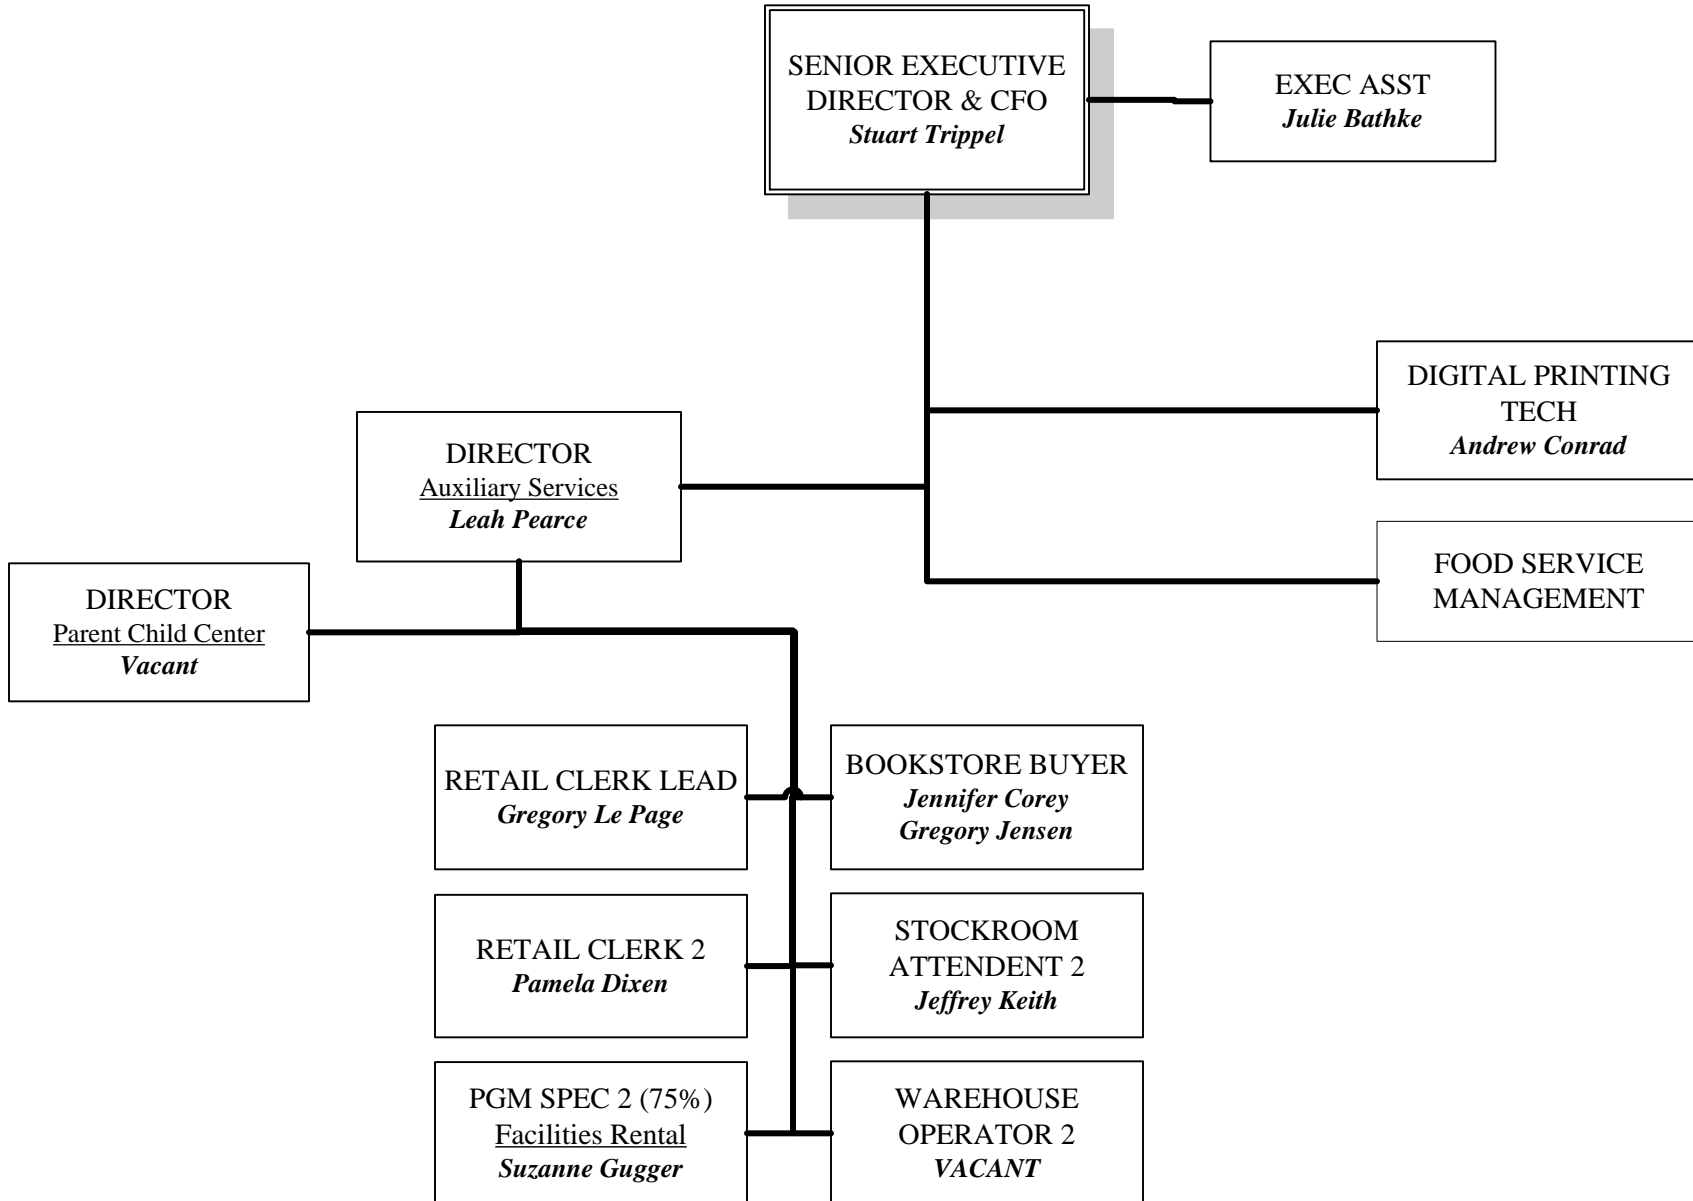 SENIOR EXECUTIVE
DIRECTOR & CFO
Stuart Trippel
EXEC ASST
Julie Bathke
DIGITAL PRINTING
TECH
Andrew Conrad
DIRECTOR
Auxiliary Services
Leah Pearce
FOOD SERVICE
MANAGEMENT
DIRECTOR
Parent Child Center
Vacant
RETAIL CLERK LEAD
Gregory Le Page
BOOKSTORE BUYER
Jennifer Corey
Gregory Jensen
RETAIL CLERK 2
Pamela Dixen
STOCKROOM
ATTENDENT 2
Jeffrey Keith
PGM SPEC 2 (75%)
Facilities Rental
Suzanne Gugger
WAREHOUSE
OPERATOR 2
VACANT